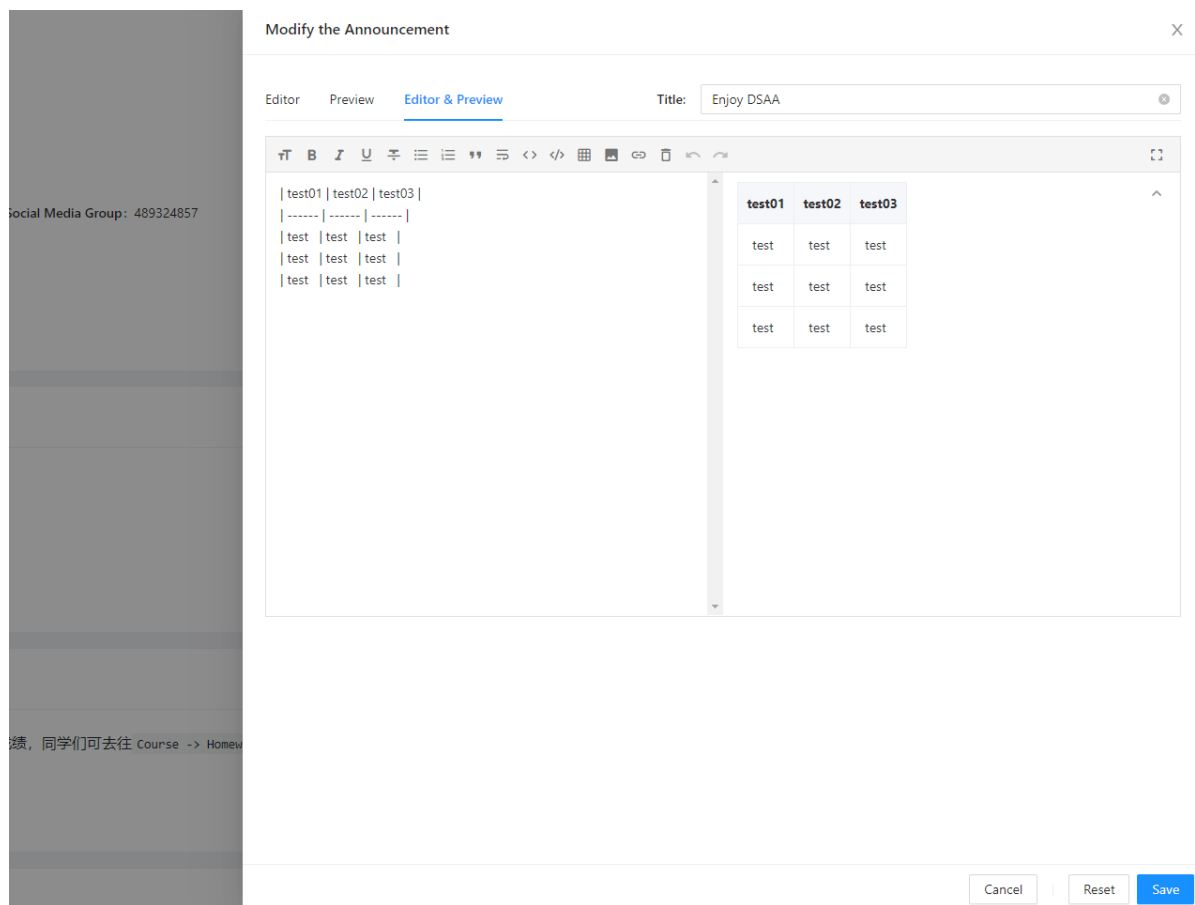 Modify the Announcement
Editor Preview Editor & Preview Title: Enjoy DSAA
| test01 | test02 | test03 |
| ------ | ------ | ------ |
| test | test | test |
| test | test | test |
| test | test | test |
test01 test02 test03
test test test
test test test
test test test
Social Media Group: 489324857
绩，同学们可去往 Course -> Homew
Cancel Reset Save